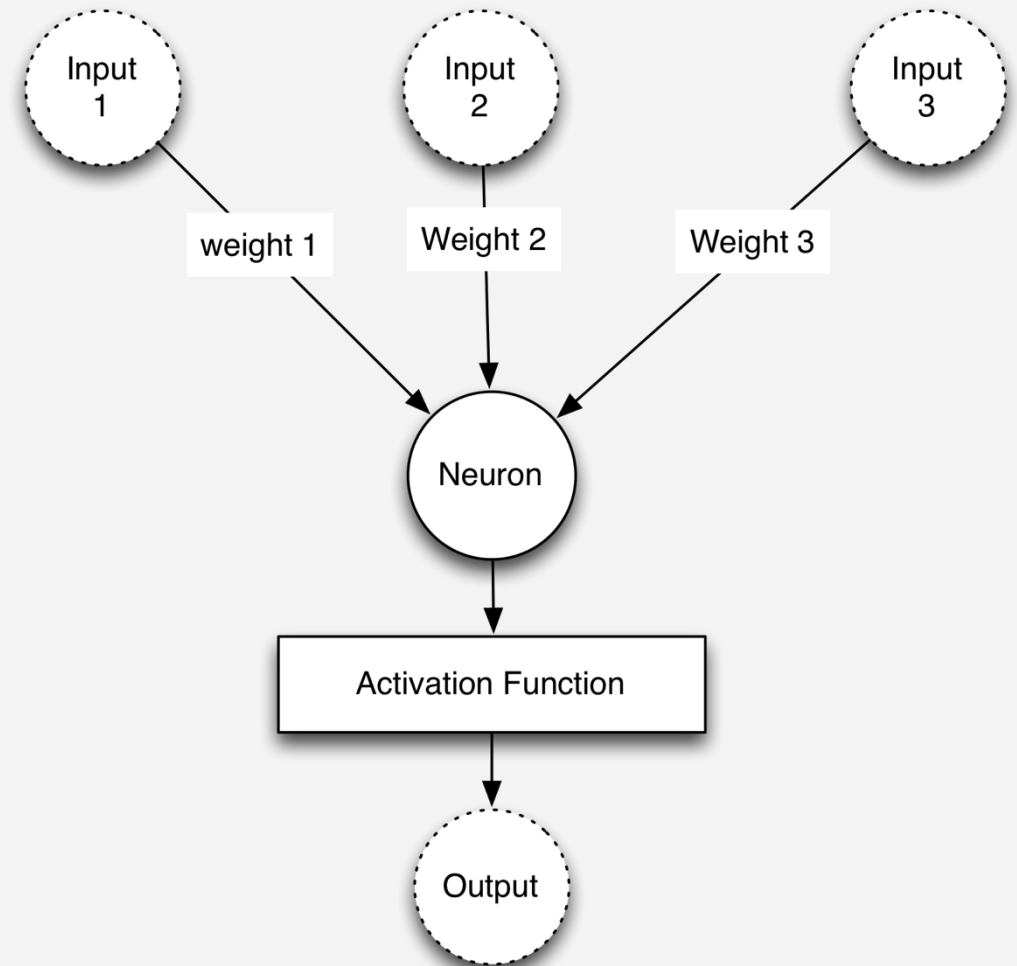 Input
1
Input
2
Input
3
weight 1
Weight 2
Weight 3
Neuron
Activation Function
Output